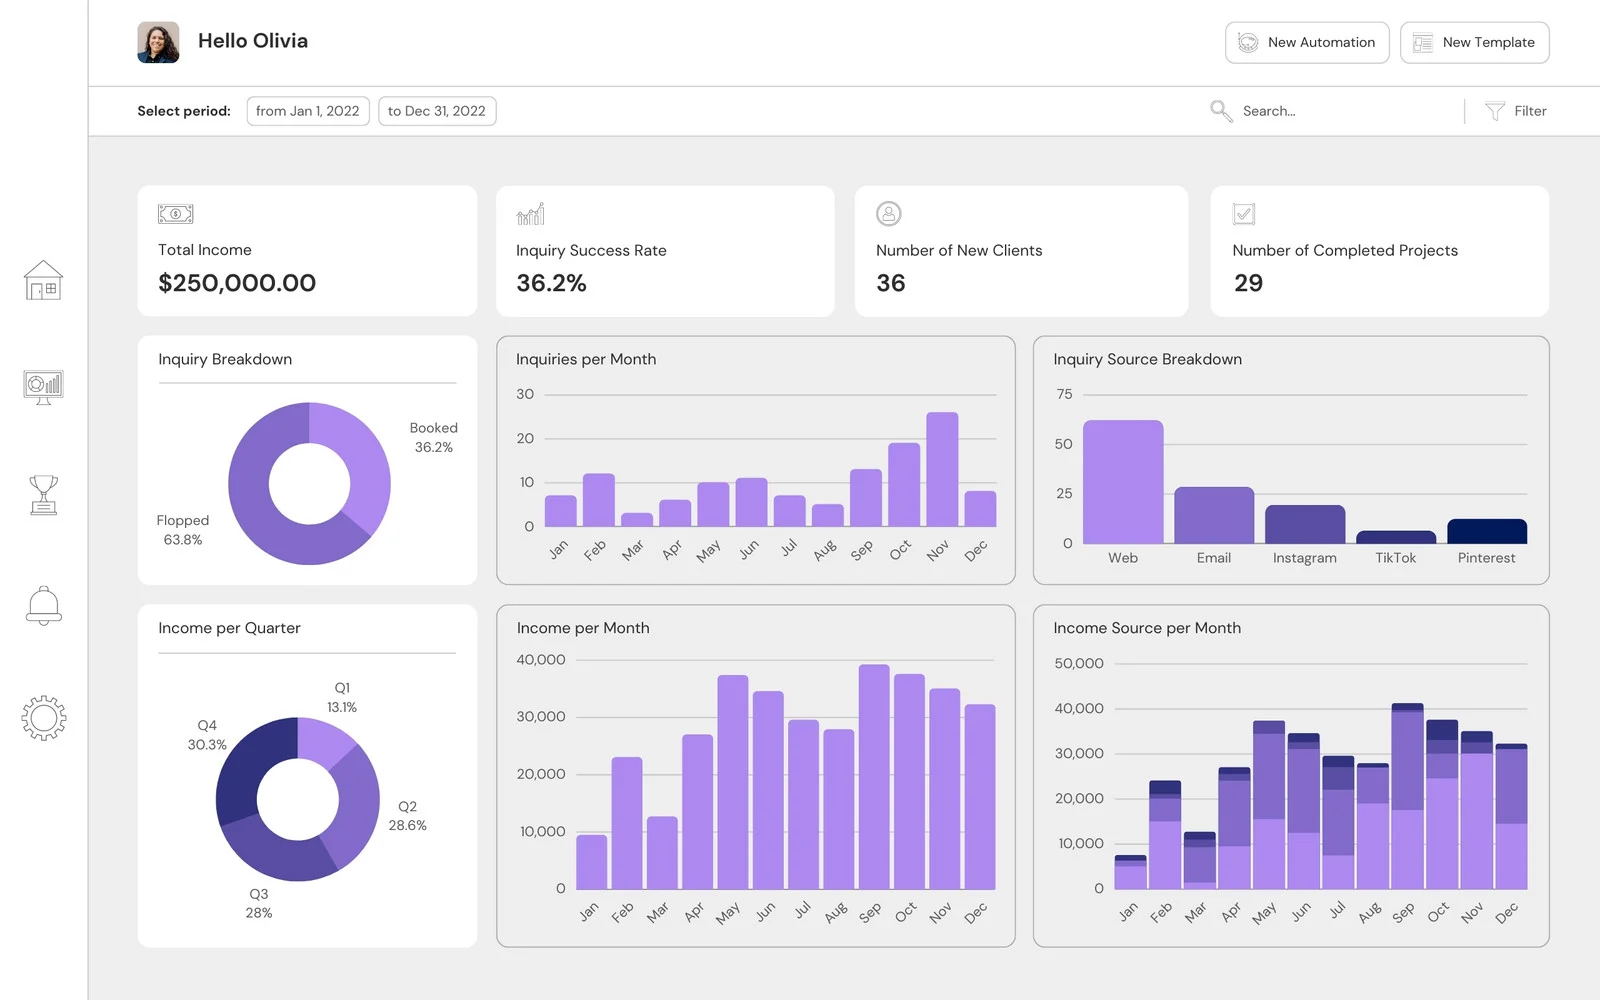 Hello Olivia
New Automation
New Template
Select period:
from Jan 1, 2022
to Dec 31, 2022
Search...
Filter
Total Income
$250,000.00
Inquiry Success Rate
36.2%
Number of New Clients
36
Number of Completed Projects
29
Inquiry Breakdown
Booked
36.2%
Flopped
63.8%
Inquiries per Month
30
20
10
0
Jan Feb Mar Apr May Jun Jul Aug Sep Oct Nov Dec
Inquiry Source Breakdown
75
50
25
0
Web Email Instagram TikTok Pinterest
Income per Quarter
Q1
13.1%
Q4
30.3%
Q2
28.6%
Q3
28%
Income per Month
40,000
30,000
20,000
10,000
0
Jan Feb Mar Apr May Jun Jul Aug Sep Oct Nov Dec
Income Source per Month
50,000
40,000
30,000
20,000
10,000
0
Jan Feb Mar Apr May Jun Jul Aug Sep Oct Nov Dec